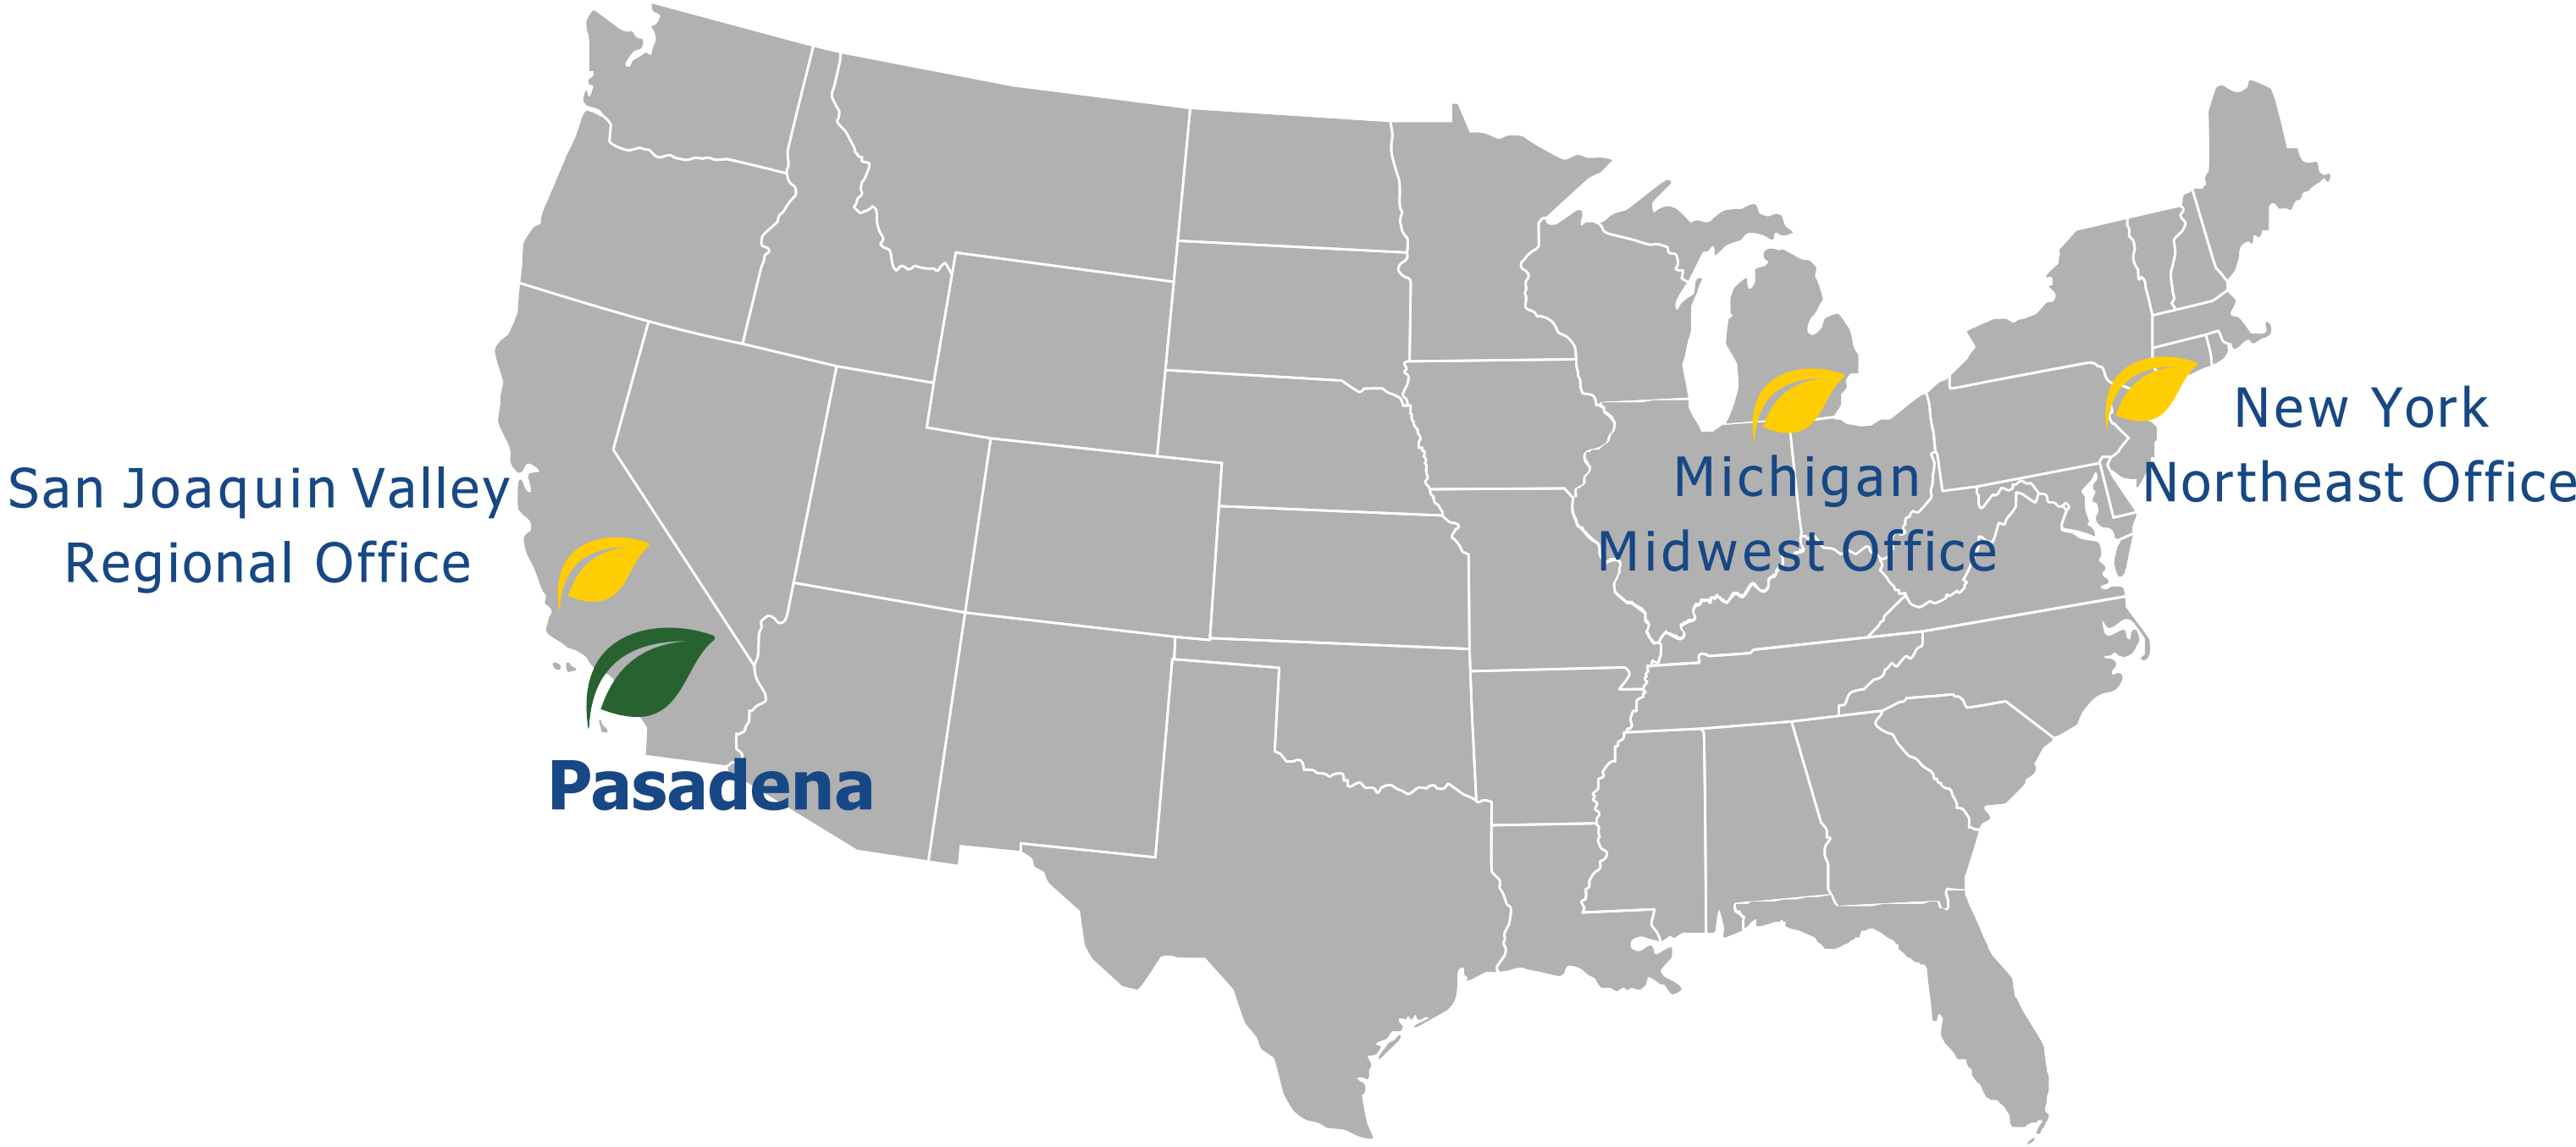 San Joaquin Valley
Regional Office
Pasadena
Michigan
Midwest Office
New York
Northeast Office